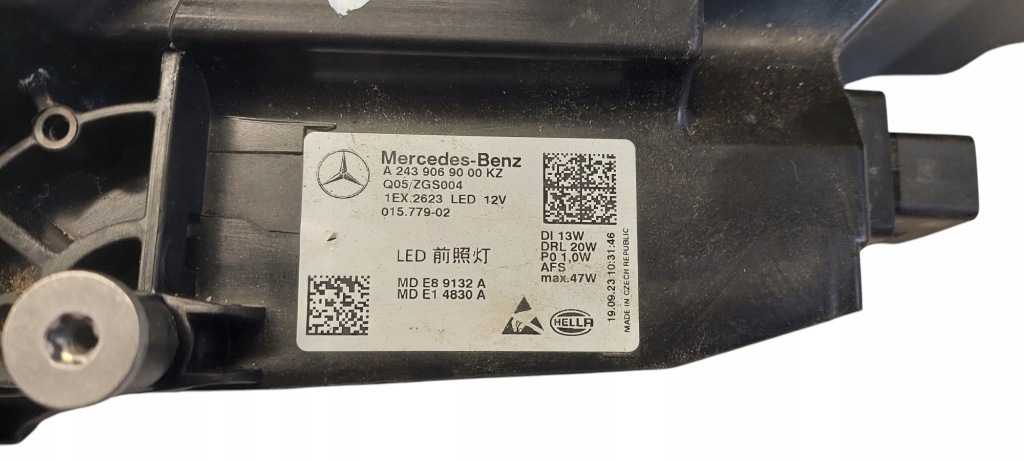 Mercedes-Benz
A 243 906 90 00 KZ
Q05/ZGS004
1EX.2623 LED 12V
015.779-02
LED 前照灯
MD E8 9132 A
MD E1 4830 A
DI 13W
DRL 20W
P0 1,0W
AFS
max.47W
HELLA
19.09.23 10:31:46
MADE IN CZECH REPUBLIC